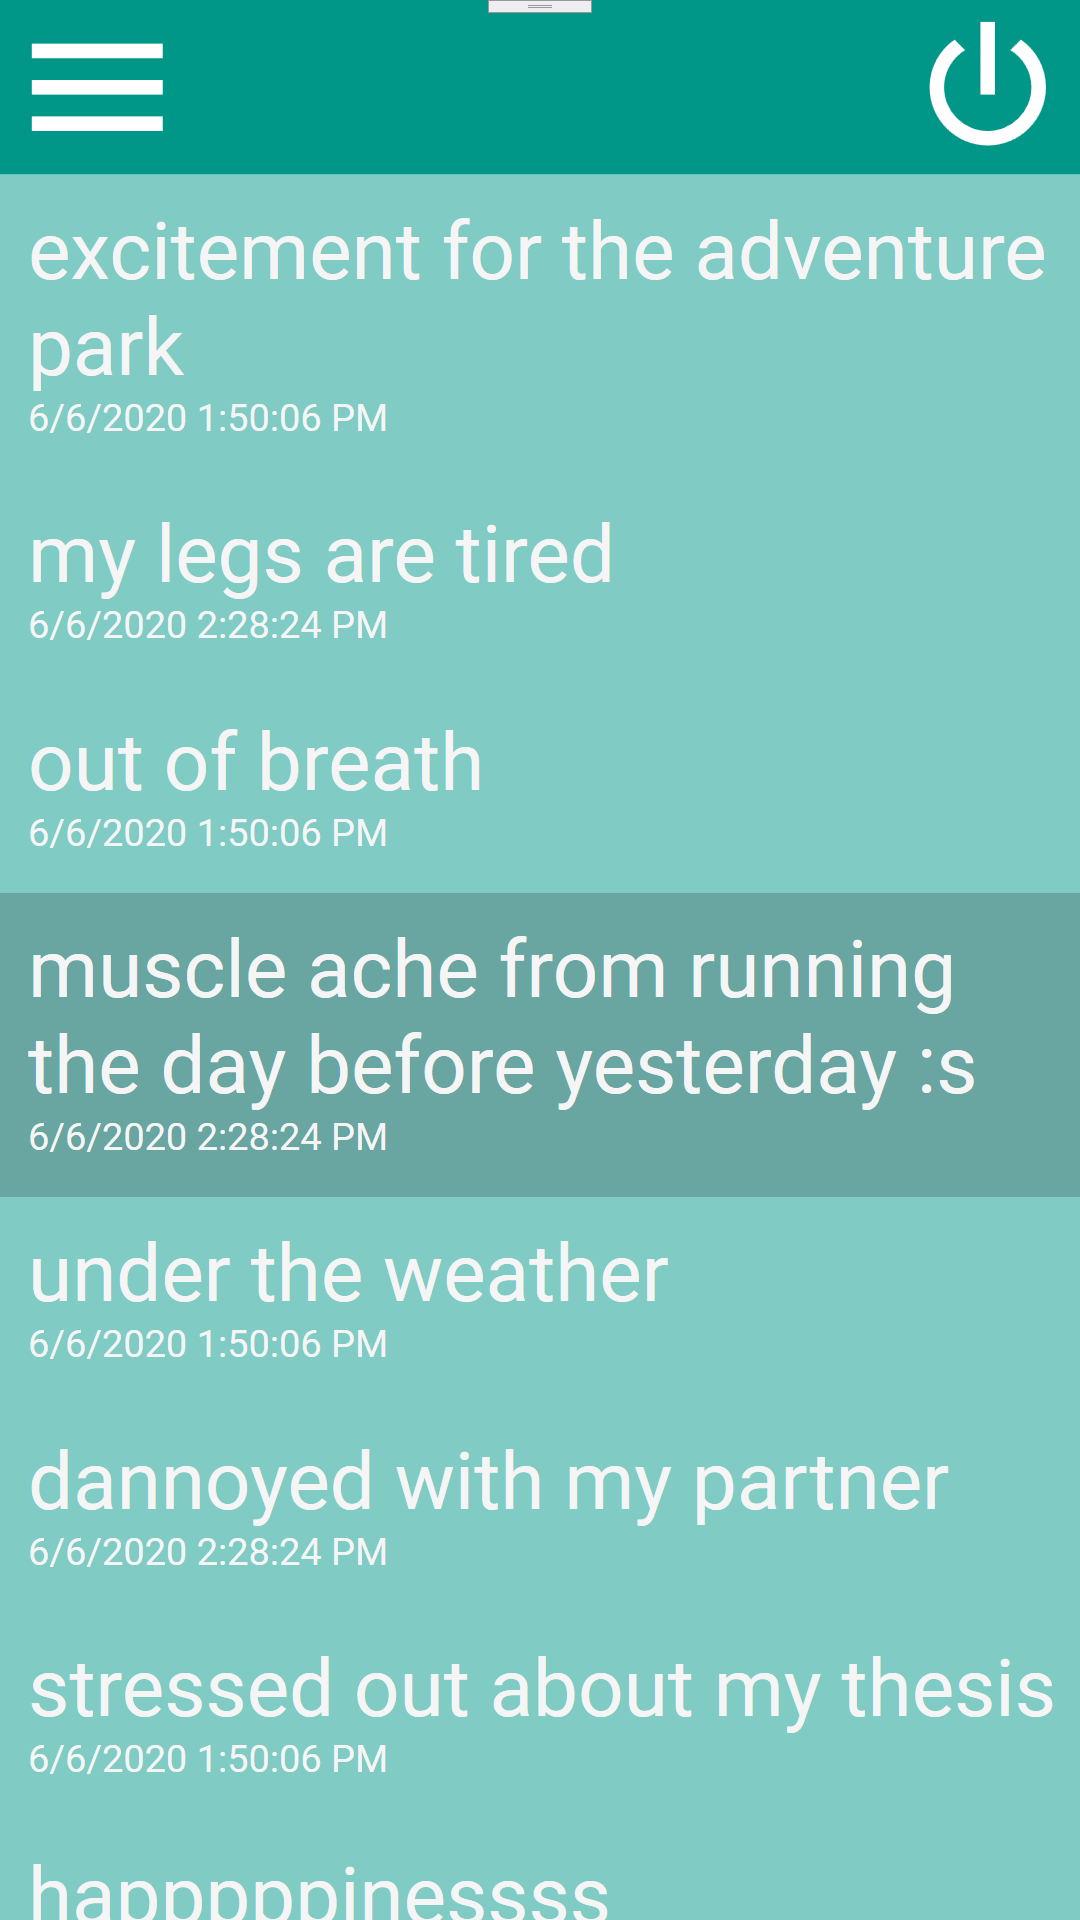 excitement for the adventure
park
6/6/2020 1:50:06 PM
my legs are tired
6/6/2020 2:28:24 PM
out of breath
6/6/2020 1:50:06 PM
muscle ache from running
the day before yesterday :s
6/6/2020 2:28:24 PM
under the weather
6/6/2020 1:50:06 PM
dannoyed with my partner
6/6/2020 2:28:24 PM
stressed out about my thesis
6/6/2020 1:50:06 PM
happpppinessss